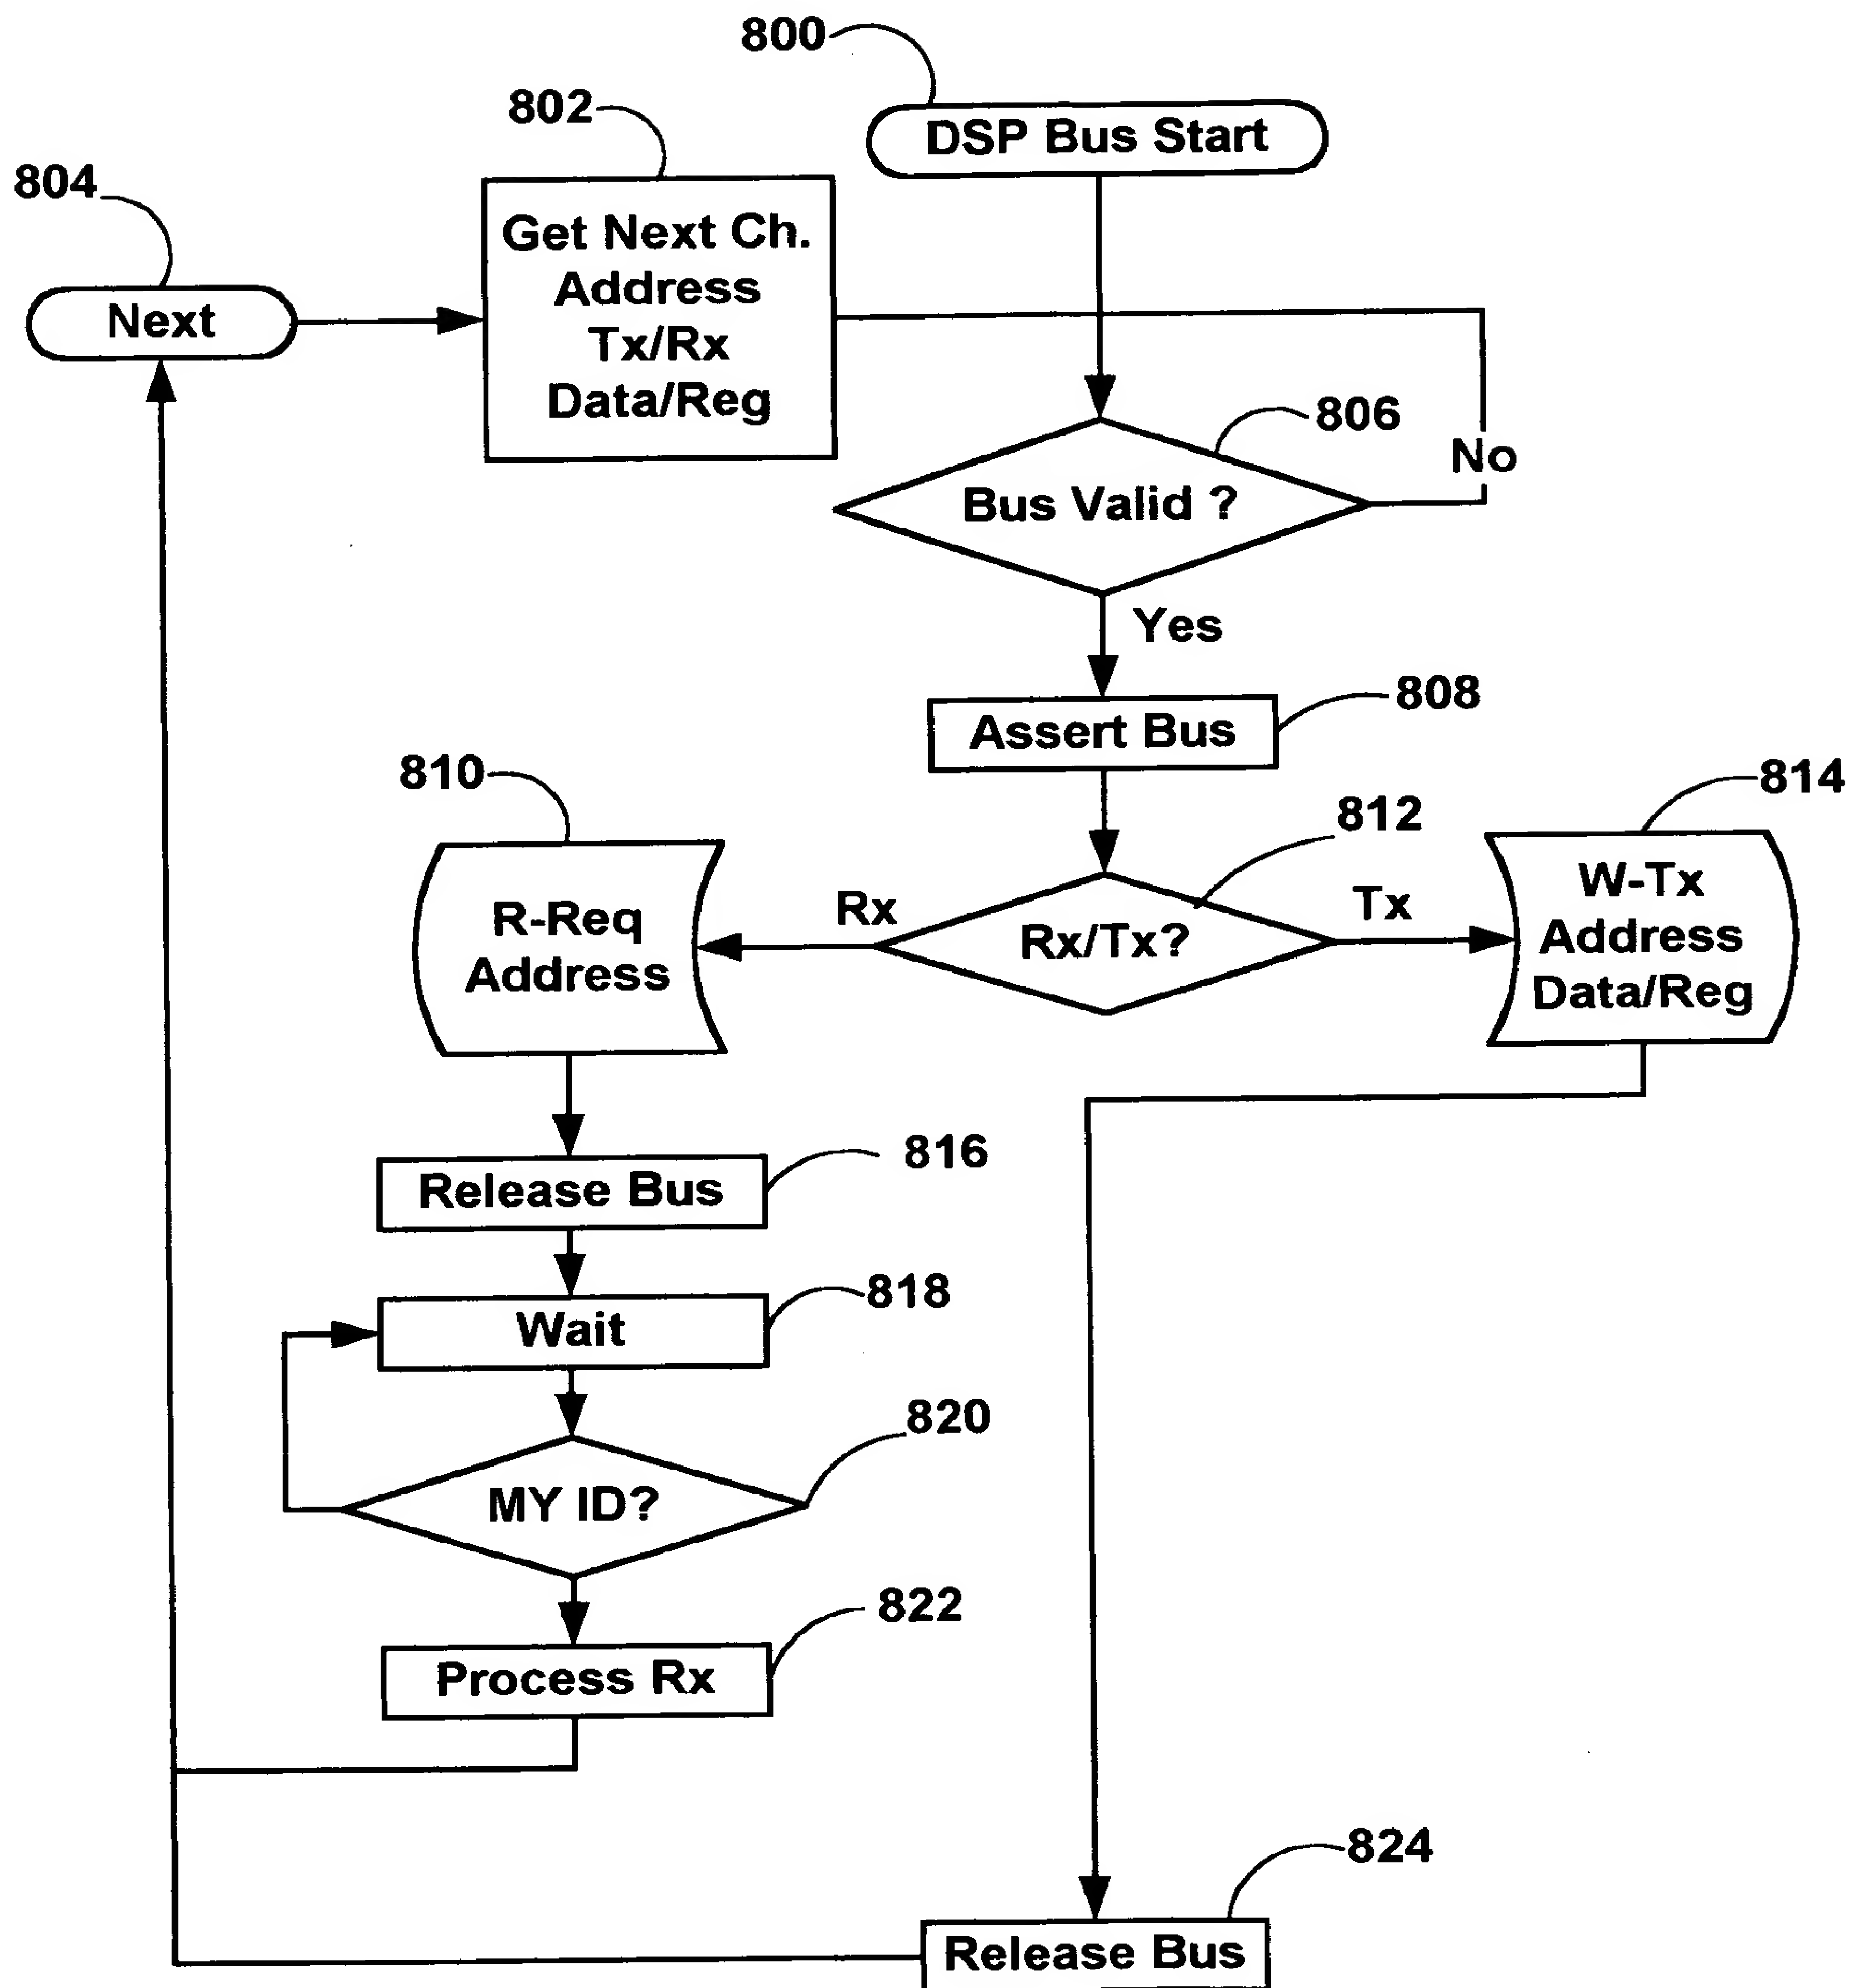 800
DSP Bus Start
802
804
Get Next Ch.
Address
Tx/Rx
Data/Reg
Next
806
No
Bus Valid ?
Yes
808
Assert Bus
810
812
814
R-Req
Address
Rx
Rx/Tx?
Tx
W-Tx
Address
Data/Reg
816
Release Bus
818
Wait
820
MY ID?
822
Process Rx
824
Release Bus